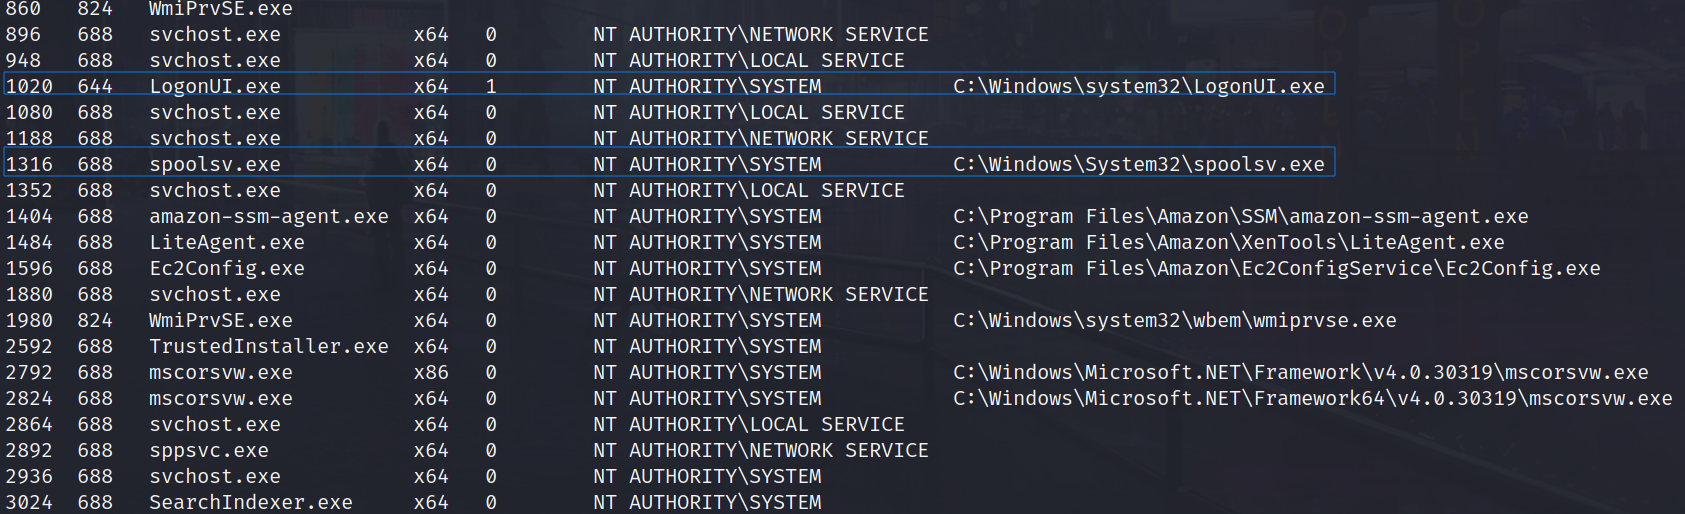 860 824 WmiPrvSE.exe
896 688 svchost.exe x64 0 NT AUTHORITY\NETWORK SERVICE
948 688 svchost.exe x64 0 NT AUTHORITY\LOCAL SERVICE
1020 644 LogonUI.exe x64 1 NT AUTHORITY\SYSTEM C:\Windows\system32\LogonUI.exe
1080 688 svchost.exe x64 0 NT AUTHORITY\LOCAL SERVICE
1188 688 svchost.exe x64 0 NT AUTHORITY\NETWORK SERVICE
1316 688 spoolsv.exe x64 0 NT AUTHORITY\SYSTEM C:\Windows\System32\spoolsv.exe
1352 688 svchost.exe x64 0 NT AUTHORITY\LOCAL SERVICE
1404 688 amazon-ssm-agent.exe x64 0 NT AUTHORITY\SYSTEM C:\Program Files\Amazon\SSM\amazon-ssm-agent.exe
1484 688 LiteAgent.exe x64 0 NT AUTHORITY\SYSTEM C:\Program Files\Amazon\XenTools\LiteAgent.exe
1596 688 Ec2Config.exe x64 0 NT AUTHORITY\SYSTEM C:\Program Files\Amazon\Ec2ConfigService\Ec2Config.exe
1880 688 svchost.exe x64 0 NT AUTHORITY\NETWORK SERVICE
1980 824 WmiPrvSE.exe x64 0 NT AUTHORITY\SYSTEM C:\Windows\system32\wbem\wmiprvse.exe
2592 688 TrustedInstaller.exe x64 0 NT AUTHORITY\SYSTEM
2792 688 mscorsvw.exe x86 0 NT AUTHORITY\SYSTEM C:\Windows\Microsoft.NET\Framework\v4.0.30319\mscorsvw.exe
2824 688 mscorsvw.exe x64 0 NT AUTHORITY\SYSTEM C:\Windows\Microsoft.NET\Framework64\v4.0.30319\mscorsvw.exe
2864 688 svchost.exe x64 0 NT AUTHORITY\LOCAL SERVICE
2892 688 sppsvc.exe x64 0 NT AUTHORITY\NETWORK SERVICE
2936 688 svchost.exe x64 0 NT AUTHORITY\SYSTEM
3024 688 SearchIndexer.exe x64 0 NT AUTHORITY\SYSTEM